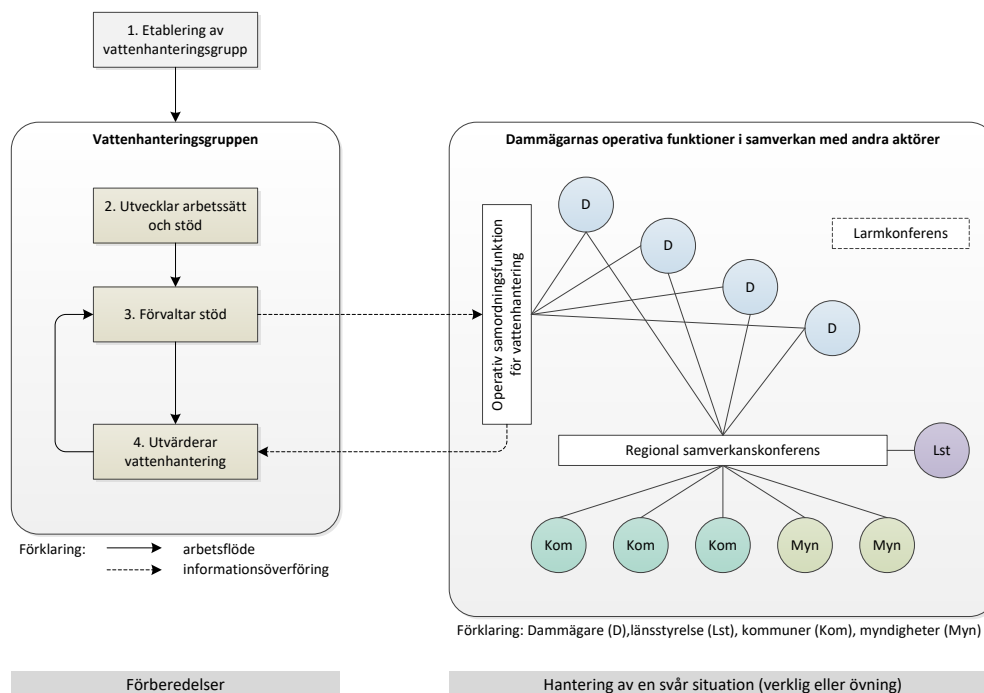 1. Etablering av
vattenhanteringsgrupp
Vattenhanteringsgruppen
2. Utvecklar arbetssätt
och stöd
3. Förvaltar stöd
4. Utvärderar
vattenhantering
Förklaring:
arbetsflöde
informationsöverföring
Förberedelser
Dammägarnas operativa funktioner i samverkan med andra aktörer
Operativ samordningsfunktion
för vattenhantering
D
D
D
D
Larmkonferens
Regional samverkanskonferens
Lst
Kom
Kom
Kom
Myn
Myn
Förklaring: Dammägare (D),länsstyrelse (Lst), kommuner (Kom), myndigheter (Myn)
Hantering av en svår situation (verklig eller övning)